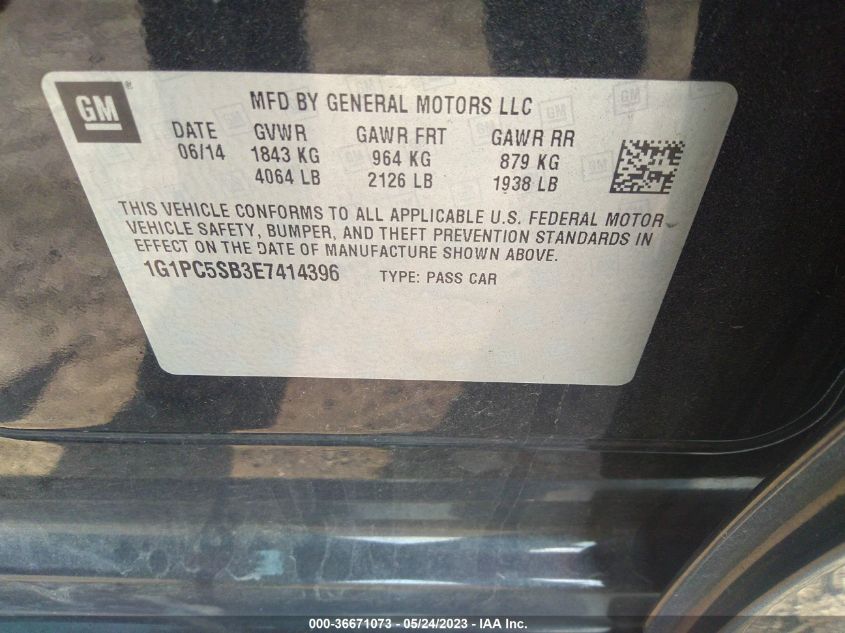 GM ®
MFD BY GENERAL MOTORS LLC
DATE GVWR GAWR FRT GAWR RR
06/14 1843 KG 964 KG 879 KG
4064 LB 2126 LB 1938 LB
THIS VEHICLE CONFORMS TO ALL APPLICABLE U.S. FEDERAL MOTOR
VEHICLE SAFETY, BUMPER, AND THEFT PREVENTION STANDARDS IN
EFFECT ON THE DATE OF MANUFACTURE SHOWN ABOVE.
1G1PC5SB3E7414396 TYPE: PASS CAR
000-36671073 — 05/24/2023 — IAA Inc.